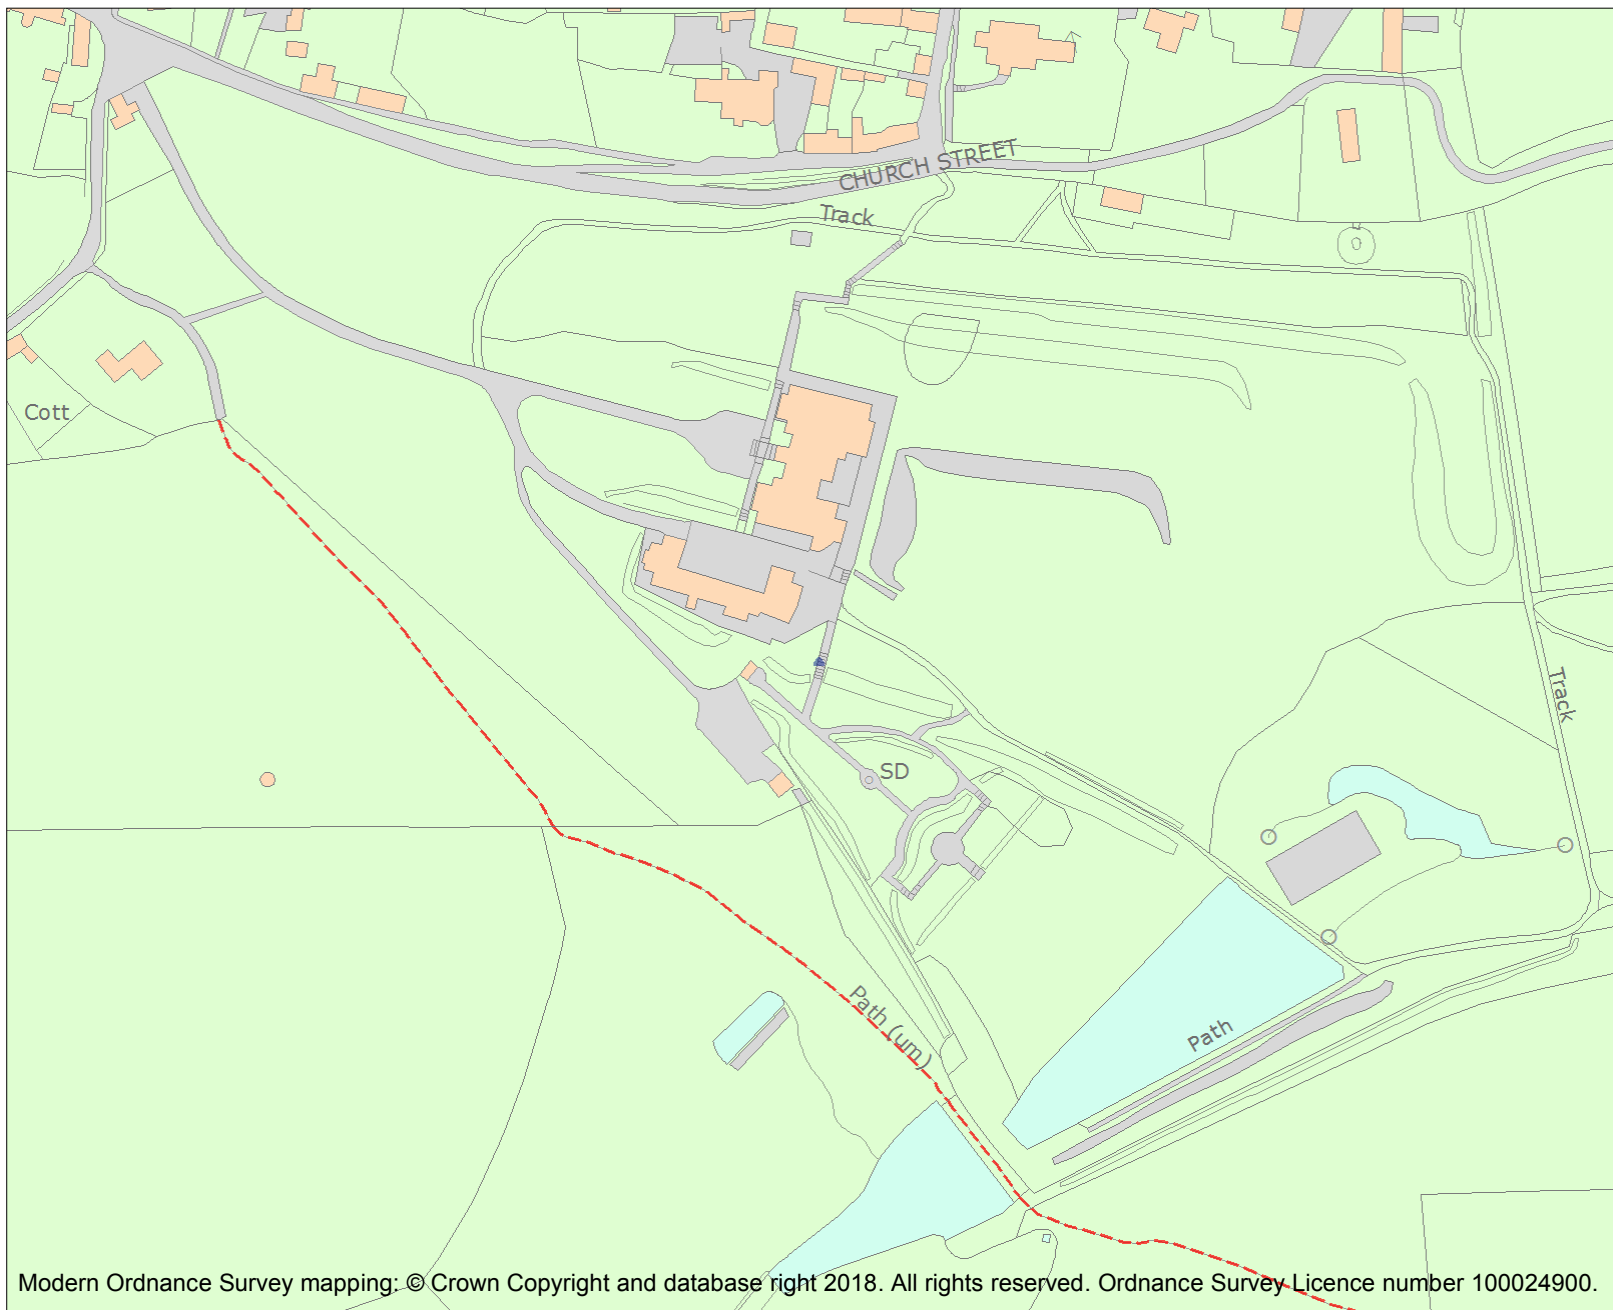 CHURCH STREET
Track
Cott
Track
SD
Path (um)
Path
Modern Ordnance Survey mapping: © Crown Copyright and database right 2018. All rights reserved. Ordnance Survey Licence number 100024900.